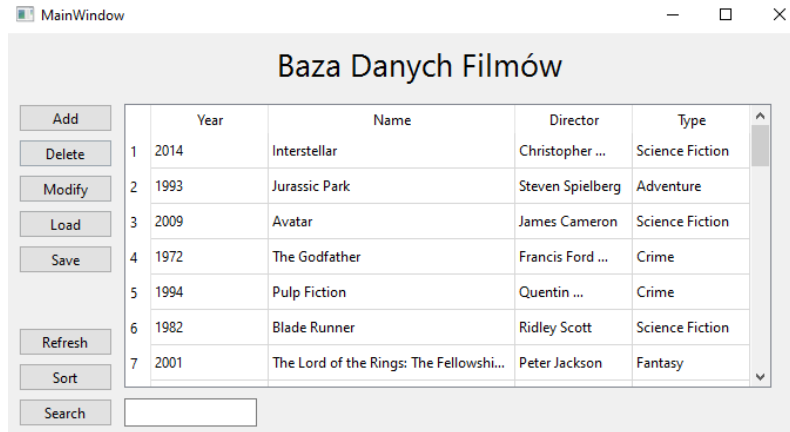 MainWindow
Baza Danych Filmów
Add
Delete
Modify
Load
Save
Refresh
Sort
Search
Year Name Director Type
1 2014 Interstellar Christopher ... Science Fiction
2 1993 Jurassic Park Steven Spielberg Adventure
3 2009 Avatar James Cameron Science Fiction
4 1972 The Godfather Francis Ford ... Crime
5 1994 Pulp Fiction Quentin ... Crime
6 1982 Blade Runner Ridley Scott Science Fiction
7 2001 The Lord of the Rings: The Fellowshi... Peter Jackson Fantasy